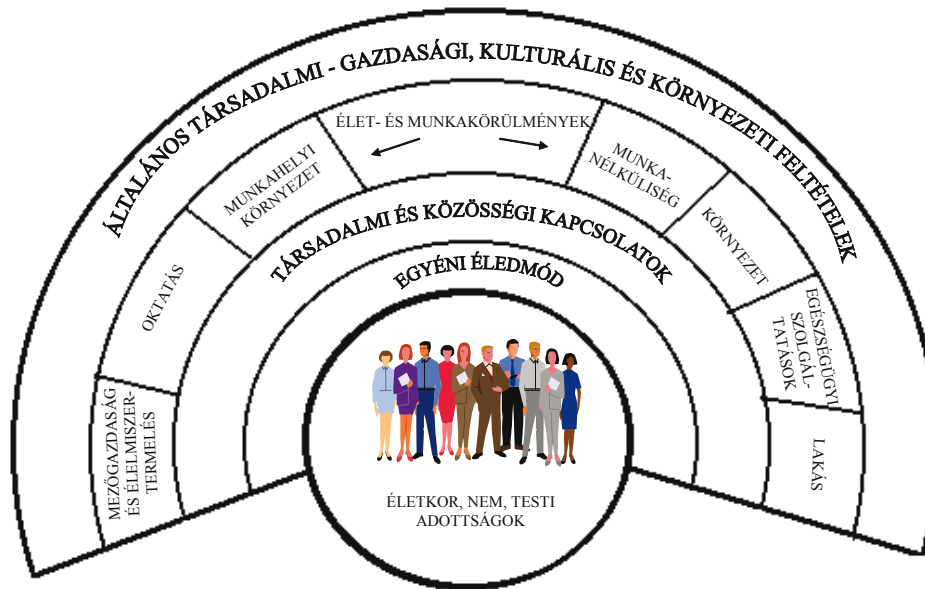 ÁLTALÁNOS TÁRSADALMI - GAZDASÁGI, KULTURÁLIS ÉS KÖRNYEZETI FELTÉTELEK
ÉLET- ÉS MUNKAKÖRÜLMÉNYEK
MEZŐGAZDASÁG
ÉS ÉLELMISZER-
TERMELÉS
OKTATÁS
MUNKAHELYI
KÖRNYEZET
MUNKA-
NÉLKÜLISÉG
KÖRNYEZET
EGÉSZSÉGÜGYI
SZOLGÁL-
TATÁSOK
LAKÁS
TÁRSADALMI ÉS KÖZÖSSÉGI KAPCSOLATOK
EGYÉNI ÉLEDMÓD
ÉLETKOR, NEM, TESTI
ADOTTSÁGOK